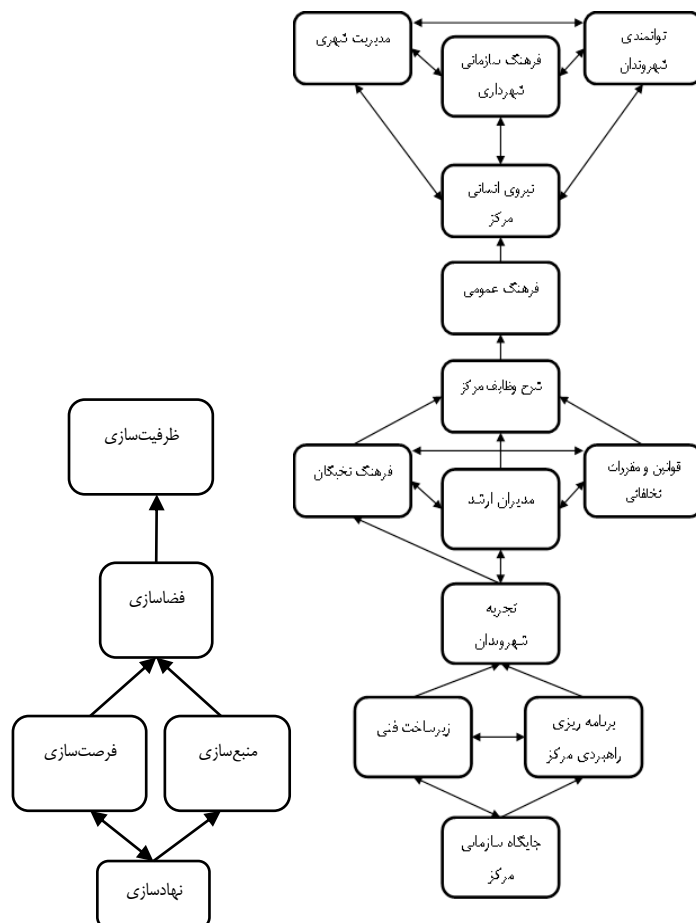 توانمندی
شهروندان
فرهنگ سازمانی
شهرداری
مدیریت شهری
نیروی انسانی
مرکز
فرهنگ عمومی
شرح وظایف مرکز
قوانین و مقررات
تخلفاتی
مدیران ارشد
فرهنگ نخبگان
تجربه
شهروندان
برنامه ریزی
راهبردی مرکز
زیرساخت فنی
جایگاه سازمانی
مرکز
ظرفیت‌سازی
فضاسازی
منبع‌سازی
فرصت‌سازی
نهادسازی